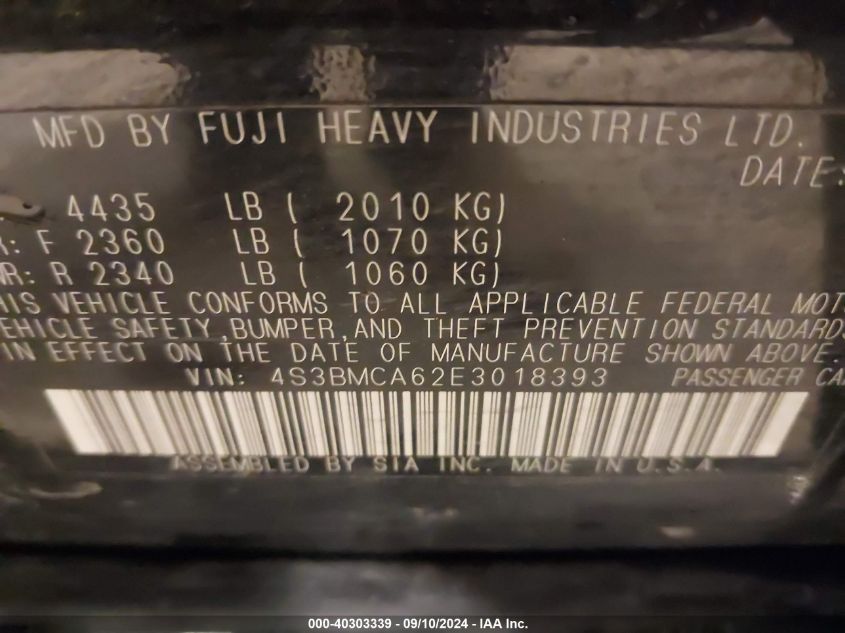 MFD BY FUJI HEAVY INDUSTRIES LTD.
DATE:
4435 LB ( 2010 KG)
R: F 2360 LB ( 1070 KG)
WR: R 2340 LB ( 1060 KG)
HIS VEHICLE CONFORMS TO ALL APPLICABLE FEDERAL MOT
EHICLE SAFETY,BUMPER,AND THEFT PREVENTION STANDARDS
IN EFFECT ON THE DATE OF MANUFACTURE SHOWN ABOVE.
VIN: 4S3BMCA62E3018393 PASSENGER CA
ASSEMBLED BY SIA INC. MADE IN U.S.A.
000-40303339 - 09/10/2024 - IAA Inc.